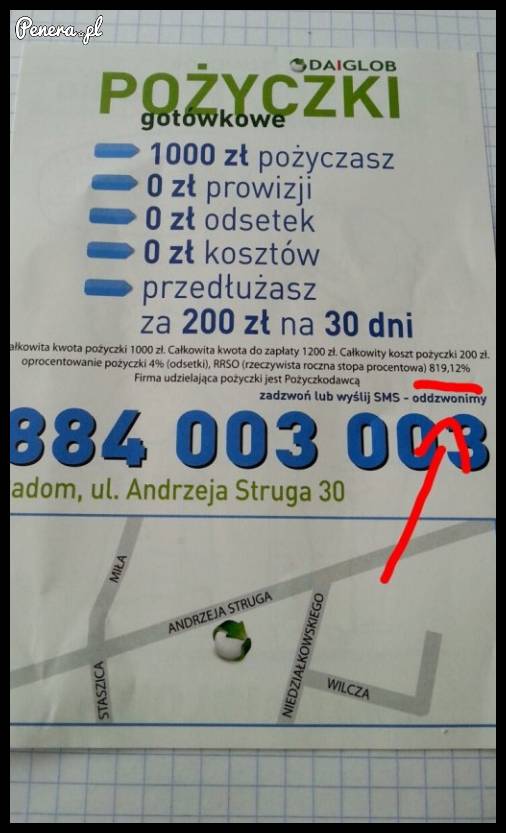 Penera.pl
DAIGLOB
POŻYCZKI
gotówkowe
1000 zł pożyczasz
0 zł prowizji
0 zł odsetek
0 zł kosztów
przedłużasz
za 200 zł na 30 dni
ałkowita kwota pożyczki 1000 zł. Całkowita kwota do zapłaty 1200 zł. Całkowity koszt pożyczki 200 zł.
oprocentowanie pożyczki 4% (odsetki), RRSO (rzeczywista roczna stopa procentowa) 819,12%
Firma udzielająca pożyczki jest Pożyczkodawcą
zadzwoń lub wyślij SMS - oddzwonimy
884 003 003
adom, ul. Andrzeja Struga 30
MIŁA
ANDRZEJA STRUGA
STASZICA
NIEDZIAŁKOWSKIEGO
WILCZA